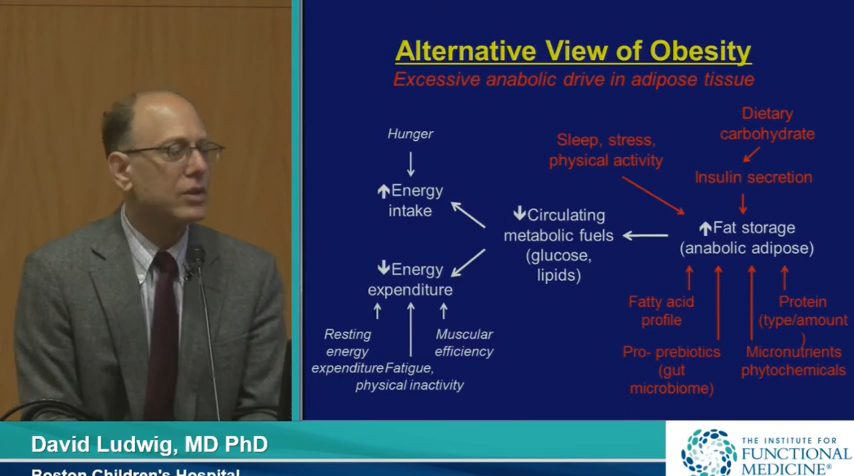 Alternative View of Obesity
Excessive anabolic drive in adipose tissue
Hunger
Energy
intake
Energy
expenditure
Resting
energy
expenditure
Fatigue,
physical inactivity
Muscular
efficiency
Circulating
metabolic fuels
(glucose,
lipids)
Sleep, stress,
physical activity
Dietary
carbohydrate
Insulin secretion
Fat storage
(anabolic adipose)
Fatty acid
profile
Pro- prebiotics
(gut
microbiome)
Protein
(type/amount
)
Micronutrients
phytochemicals
David Ludwig, MD PhD
Boston Children's Hospital
THE INSTITUTE FOR
FUNCTIONAL
MEDICINE®